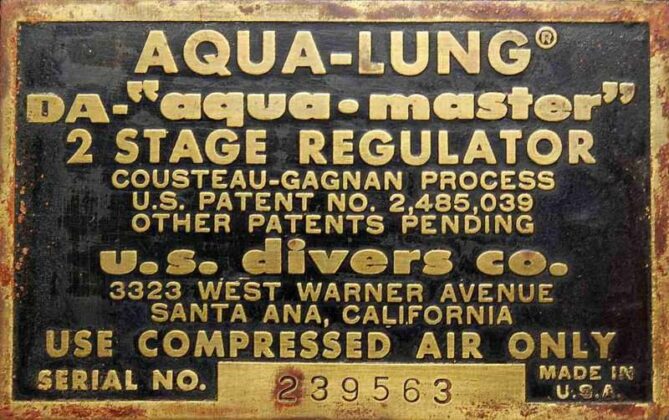 AQUA-LUNG®
DA-"aqua•master"
2 STAGE REGULATOR
COUSTEAU-GAGNAN PROCESS
U.S. PATENT NO. 2,485,039
OTHER PATENTS PENDING
u.s. divers co.
3323 WEST WARNER AVENUE
SANTA ANA, CALIFORNIA
USE COMPRESSED AIR ONLY
SERIAL NO. 239563 MADE IN
U.S.A.